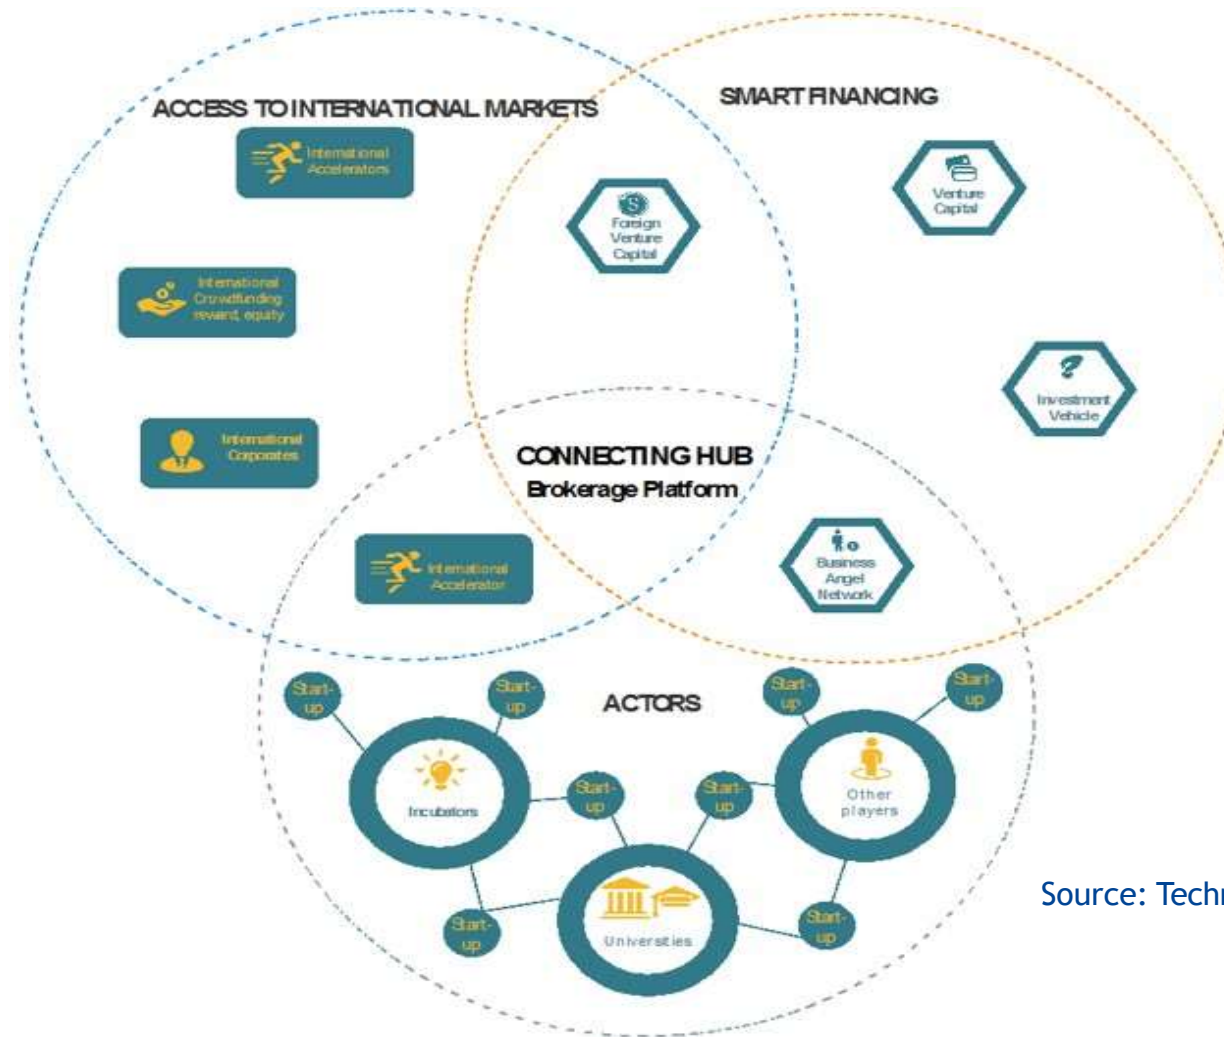 ACCESS TO INTERNATIONAL MARKETS
SMART FINANCING
International
Accelerators
Foreign
Venture
Capital
Venture
Capital
International
Crowdfunding
reward, equity
Investment
Vehicle
International
Corporates
CONNECTING HUB
Brokerage Platform
International
Accelerator
Business
Angel
Network
ACTORS
Start-
up
Start-
up
Start-
up
Start-
up
Incubators
Start-
up
Start-
up
Other
players
Start-
up
Start-
up
Universities
Source: